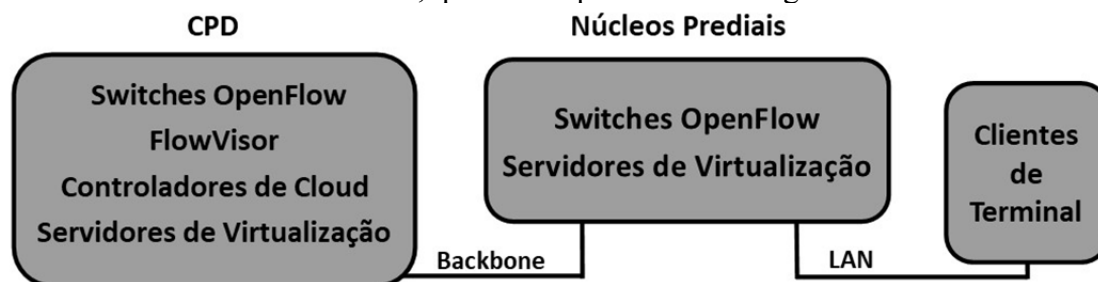 CPD
Núcleos Prediais
Switches OpenFlow
FlowVisor
Controladores de Cloud
Servidores de Virtualização
Switches OpenFlow
Servidores de Virtualização
Clientes
de
Terminal
Backbone
LAN